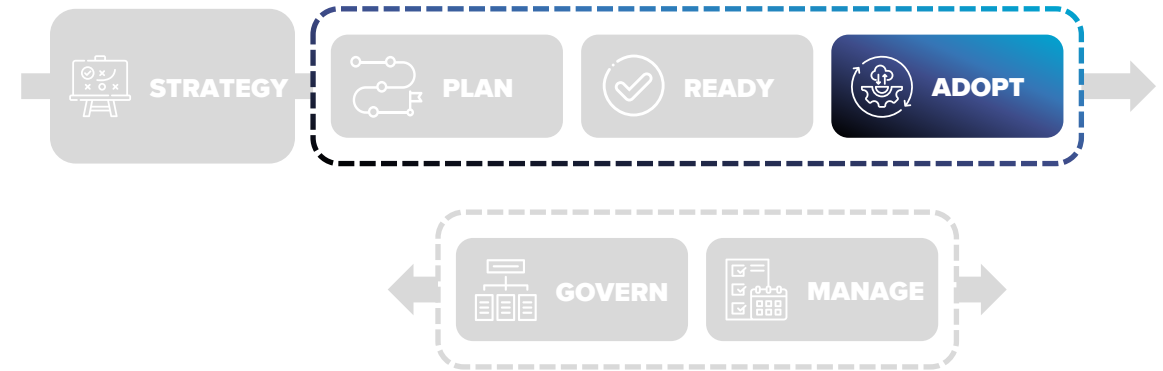 STRATEGY
PLAN
READY
ADOPT
GOVERN
MANAGE